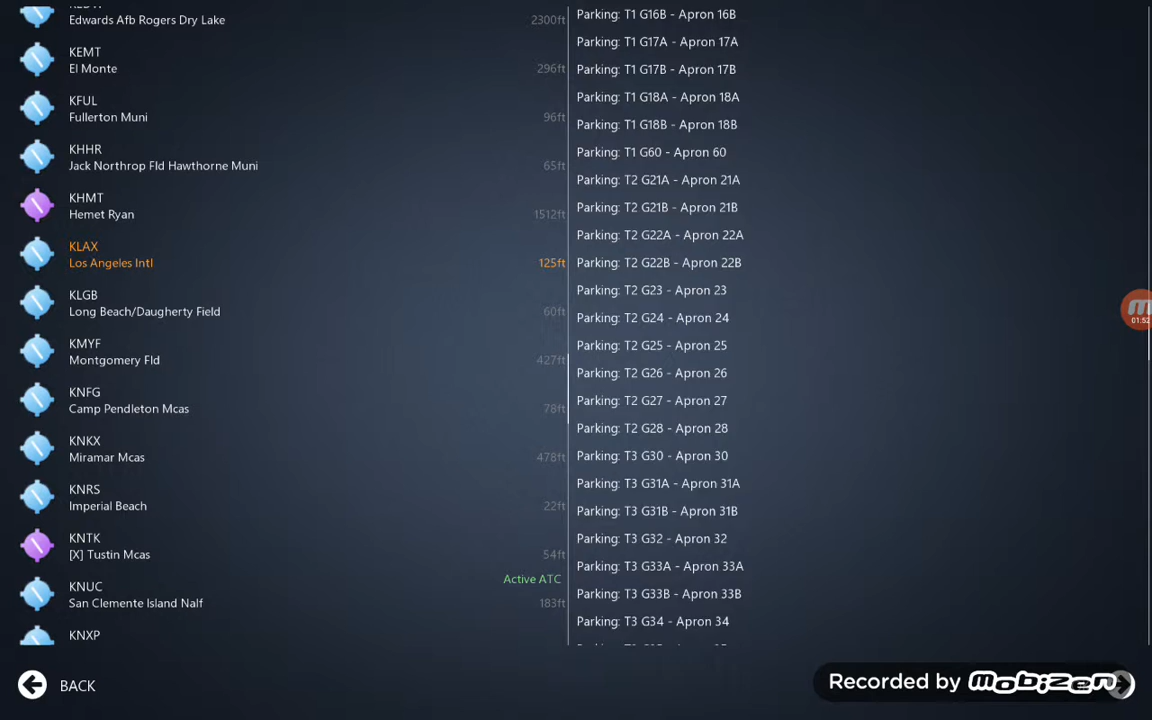 Edwards Afb Rogers Dry Lake
2300ft
KEMT
El Monte
296ft
KFUL
Fullerton Muni
96ft
KHHR
Jack Northrop Fld Hawthorne Muni
65ft
KHMT
Hemet Ryan
1512ft
KLAX
Los Angeles Intl
125ft
KLGB
Long Beach/Daugherty Field
60ft
KMYF
Montgomery Fld
427ft
KNFG
Camp Pendleton Mcas
78ft
KNKX
Miramar Mcas
478ft
KNRS
Imperial Beach
22ft
KNTK
[X] Tustin Mcas
54ft
KNUC
Active ATC
San Clemente Island Nalf
183ft
KNXP
Parking: T1 G16B - Apron 16B
Parking: T1 G17A - Apron 17A
Parking: T1 G17B - Apron 17B
Parking: T1 G18A - Apron 18A
Parking: T1 G18B - Apron 18B
Parking: T1 G60 - Apron 60
Parking: T2 G21A - Apron 21A
Parking: T2 G21B - Apron 21B
Parking: T2 G22A - Apron 22A
Parking: T2 G22B - Apron 22B
Parking: T2 G23 - Apron 23
Parking: T2 G24 - Apron 24
Parking: T2 G25 - Apron 25
Parking: T2 G26 - Apron 26
Parking: T2 G27 - Apron 27
Parking: T2 G28 - Apron 28
Parking: T3 G30 - Apron 30
Parking: T3 G31A - Apron 31A
Parking: T3 G31B - Apron 31B
Parking: T3 G32 - Apron 32
Parking: T3 G33A - Apron 33A
Parking: T3 G33B - Apron 33B
Parking: T3 G34 - Apron 34
01:52
BACK
Recorded by mobizen